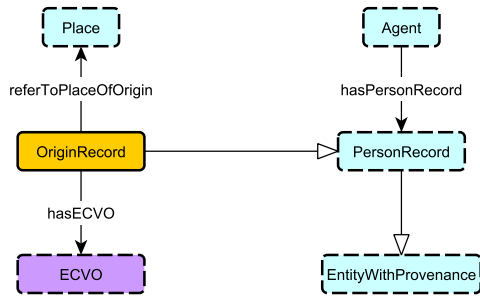 Place
Agent
referToPlaceOfOrigin
hasPersonRecord
OriginRecord
PersonRecord
hasECVO
ECVO
EntityWithProvenance